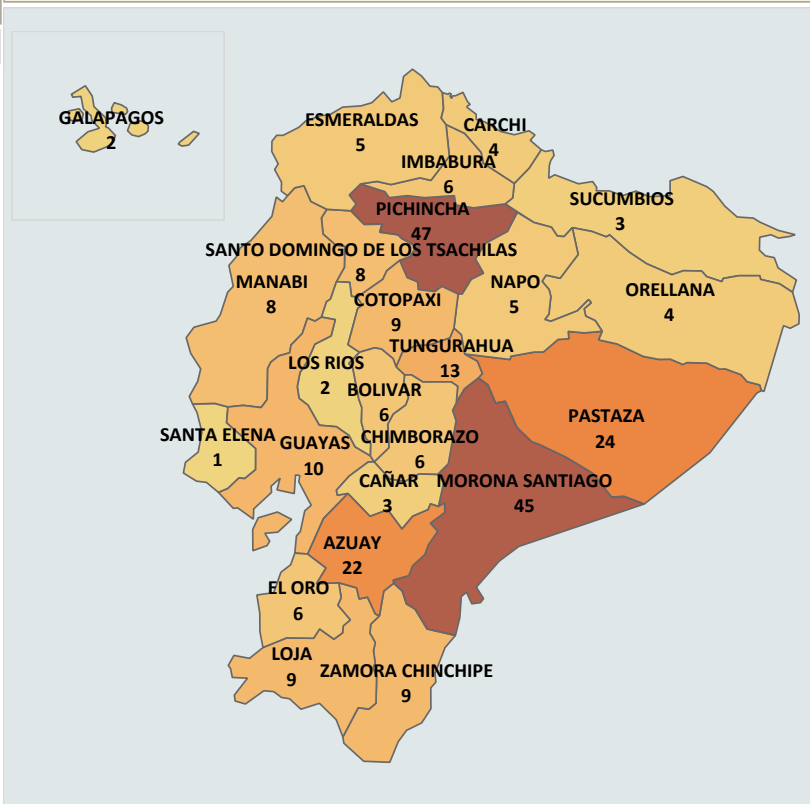 GALAPAGOS
2
ESMERALDAS
5
CARCHI
4
IMBABURA
6
SUCUMBIOS
3
PICHINCHA
47
SANTO DOMINGO DE LOS TSACHILAS
8
MANABI
8
NAPO
5
ORELLANA
4
COTOPAXI
9
TUNGURAHUA
13
LOS RIOS
2
BOLIVAR
6
PASTAZA
24
SANTA ELENA
1
GUAYAS
10
CHIMBORAZO
6
CAÑAR
3
MORONA SANTIAGO
45
AZUAY
22
EL ORO
6
LOJA
9
ZAMORA CHINCHIPE
9